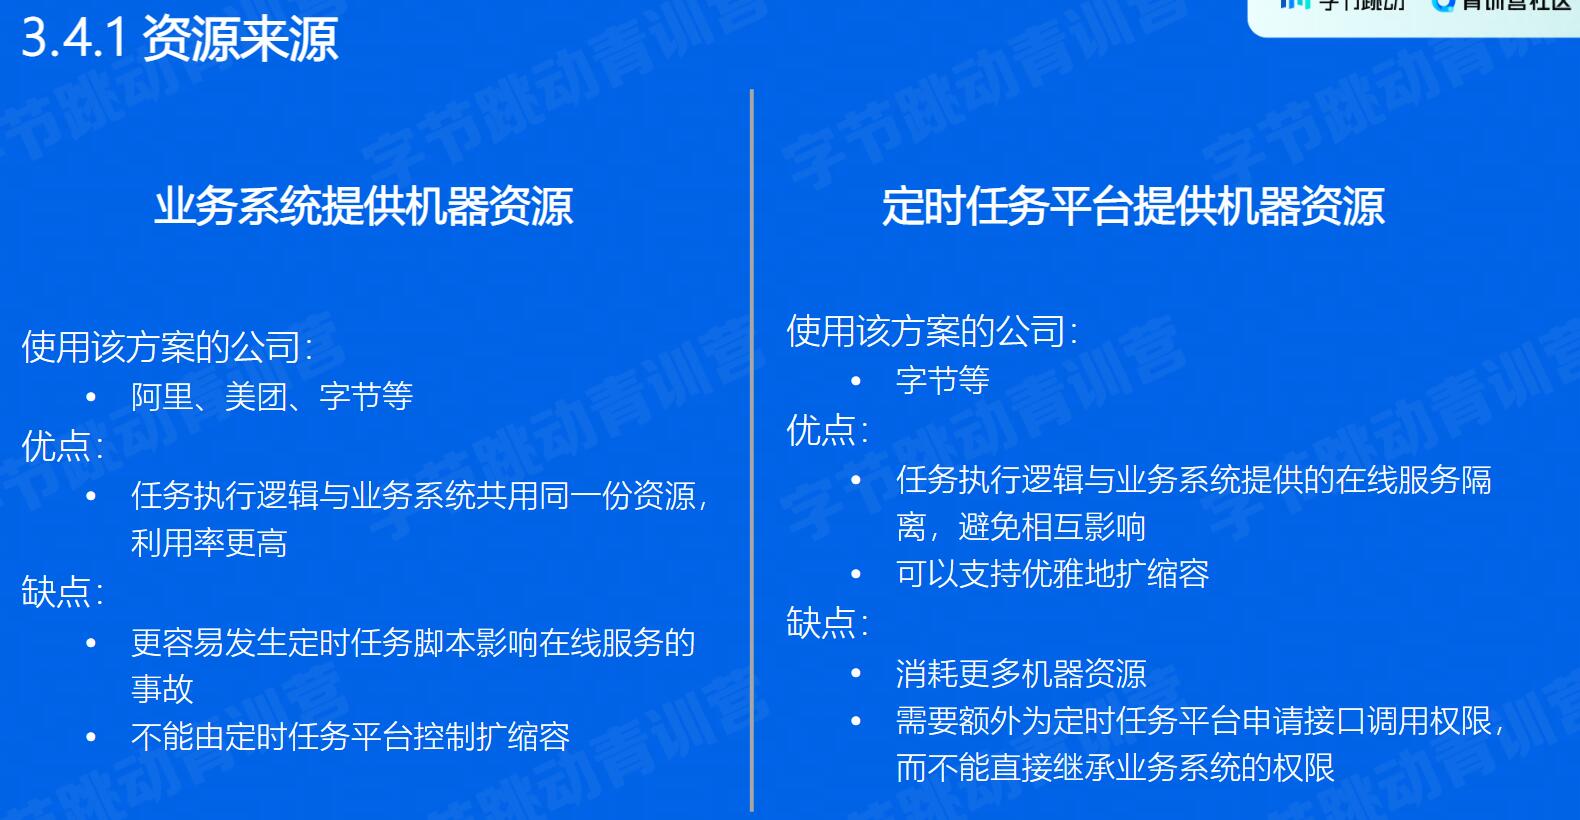 3.4.1 资源来源
字节跳动 青训营社区
业务系统提供机器资源
使用该方案的公司：
• 阿里、美团、字节等
优点：
• 任务执行逻辑与业务系统共用同一份资源，
利用率更高
缺点：
• 更容易发生定时任务脚本影响在线服务的
事故
• 不能由定时任务平台控制扩缩容
定时任务平台提供机器资源
使用该方案的公司：
• 字节等
优点：
• 任务执行逻辑与业务系统提供的在线服务隔
离，避免相互影响
• 可以支持优雅地扩缩容
缺点：
• 消耗更多机器资源
• 需要额外为定时任务平台申请接口调用权限，
而不能直接继承业务系统的权限
字节跳动青训营